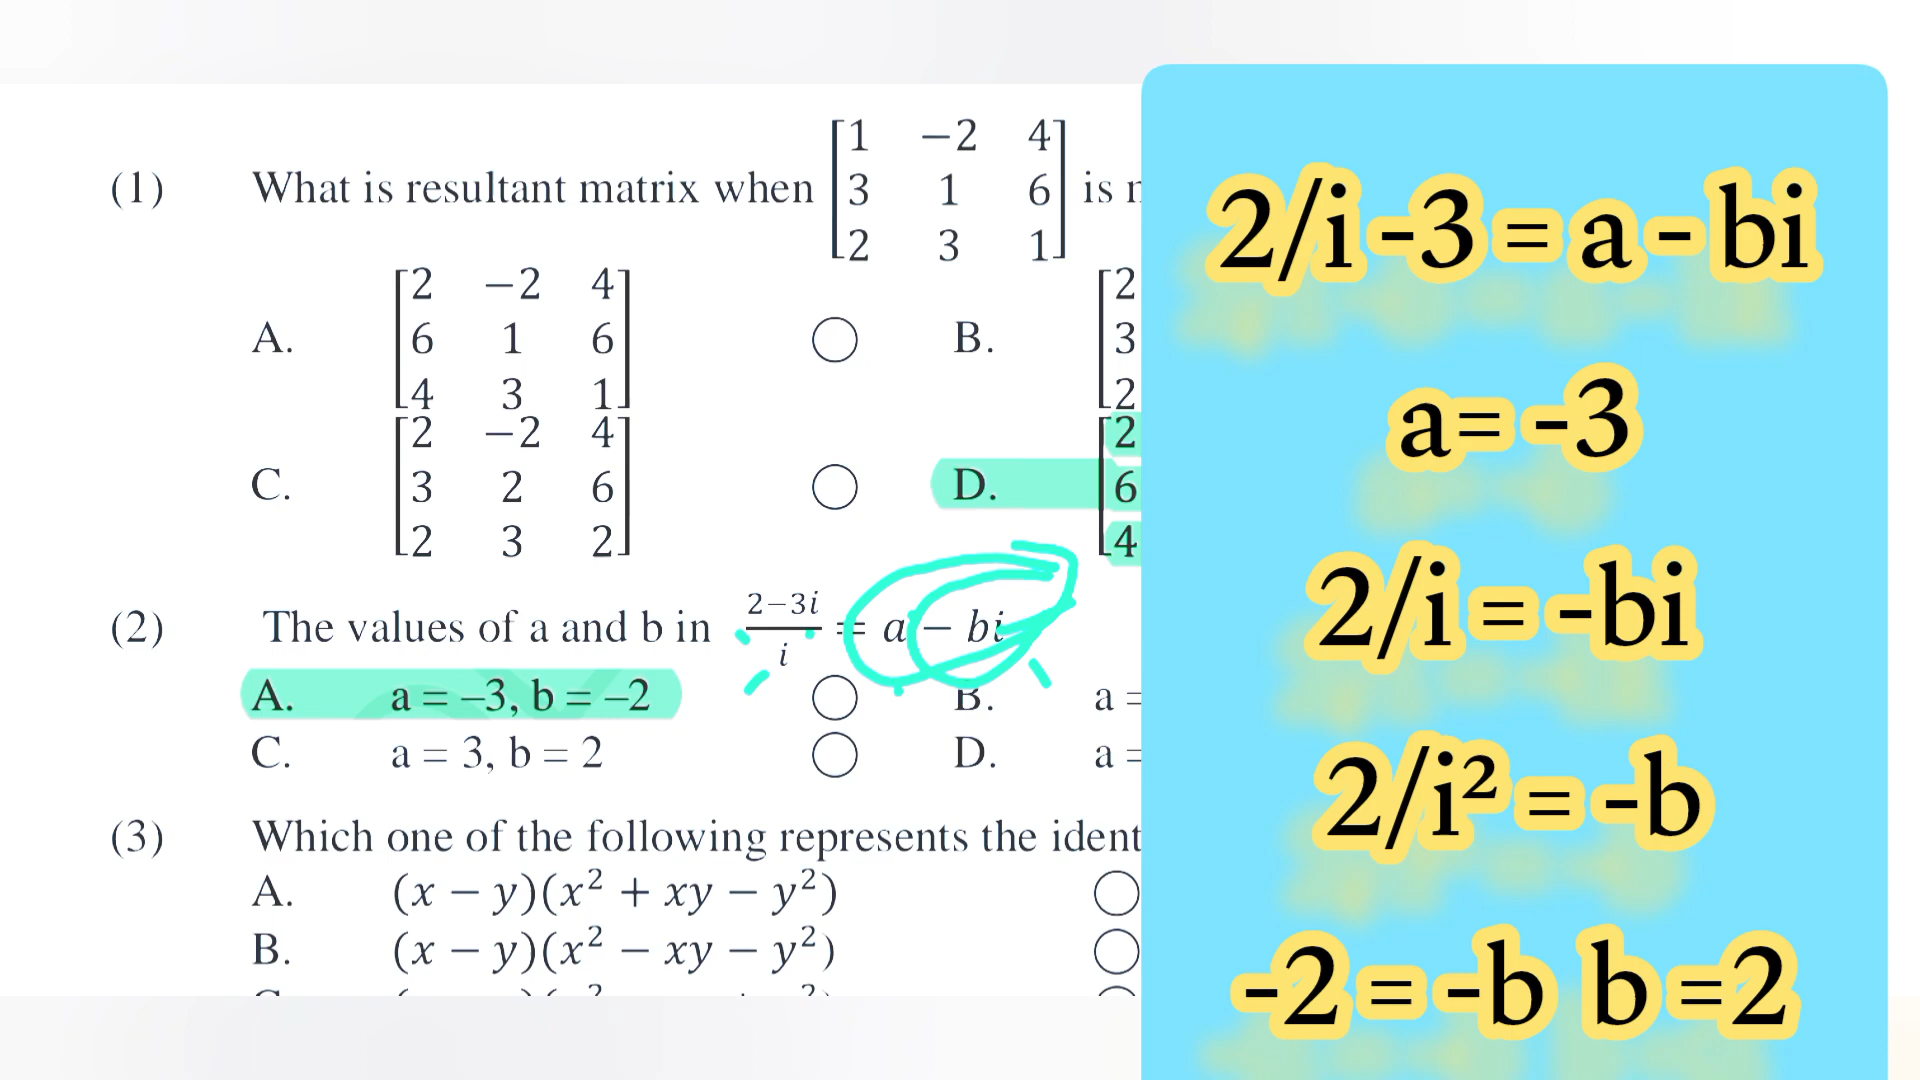 (1) What is resultant matrix when [1 −2 4
3 1 6
2 3 1] is
A. [2 −2 4
6 1 6
4 3 1]
B. [2
3
2
C. [2 −2 4
3 2 6
2 3 2]
D. [2
6
4
(2) The values of a and b in 2−3i/i = a − bi
A. a = –3, b = –2
B. a =
C. a = 3, b = 2
D. a =
(3) Which one of the following represents the ident
A. (x − y)(x² + xy − y²)
B. (x − y)(x² − xy − y²)
2/i -3 = a - bi
a= -3
2/i = -bi
2/i² = -b
-2 = -b b =2